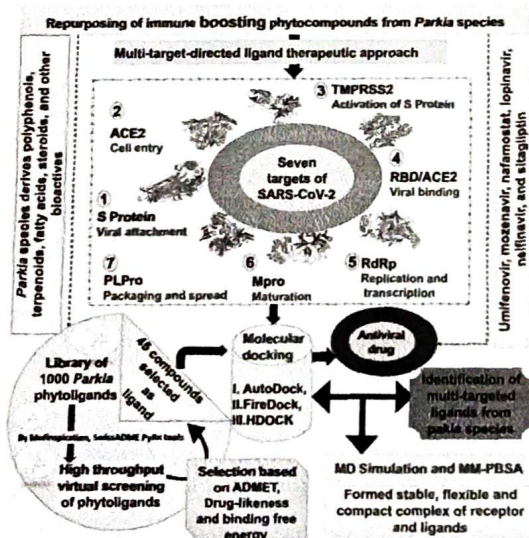 Repurposing of immune boosting phytocompounds from Parkia species
Multi-target-directed ligand therapeutic approach
Parkia species derives polyphenols,
terpenoids, fatty acids, steroids, and other
bioactives
3 TMPRSS2
Activation of S Protein
2
ACE2
Cell entry
Seven
targets of
SARS-CoV-2
4
RBD/ACE2
Viral binding
1
S Protein
Viral attachment
7
PLPro
Packaging and spread
6
Mpro
Maturation
5 RdRp
Replication and
transcription
Umifenovir, mozenavir, nafamostat, lopinavir,
nelfinavir, and sitagliptin
Library of
1000 Parkia
phytoligands
45 compounds
selected
as
ligand
Molecular
docking
I. AutoDock,
II.FireDock,
III.HDOCK
Antiviral
drug
Identification of
multi-targeted
ligands from
SwissADME PyRx tools
High throughput
virtual screening
of phytoligands
Selection based
on ADMET,
Drug-likeness
and binding free
energy
MD Simulation and MM-PBSA
Formed stable, flexible and
compact complex of receptor
and ligands